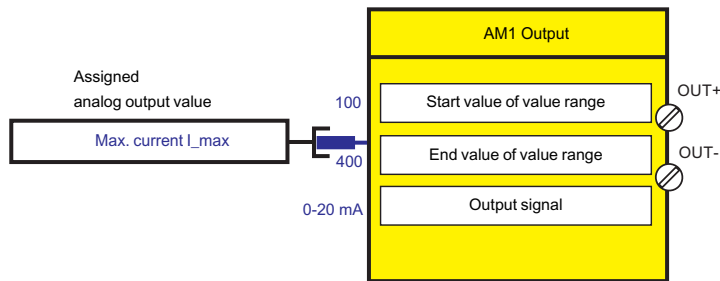 AM1 Output
Assigned
analog output value
Max. current I_max
100
Start value of value range
OUT+
400
End value of value range
OUT-
0-20 mA
Output signal